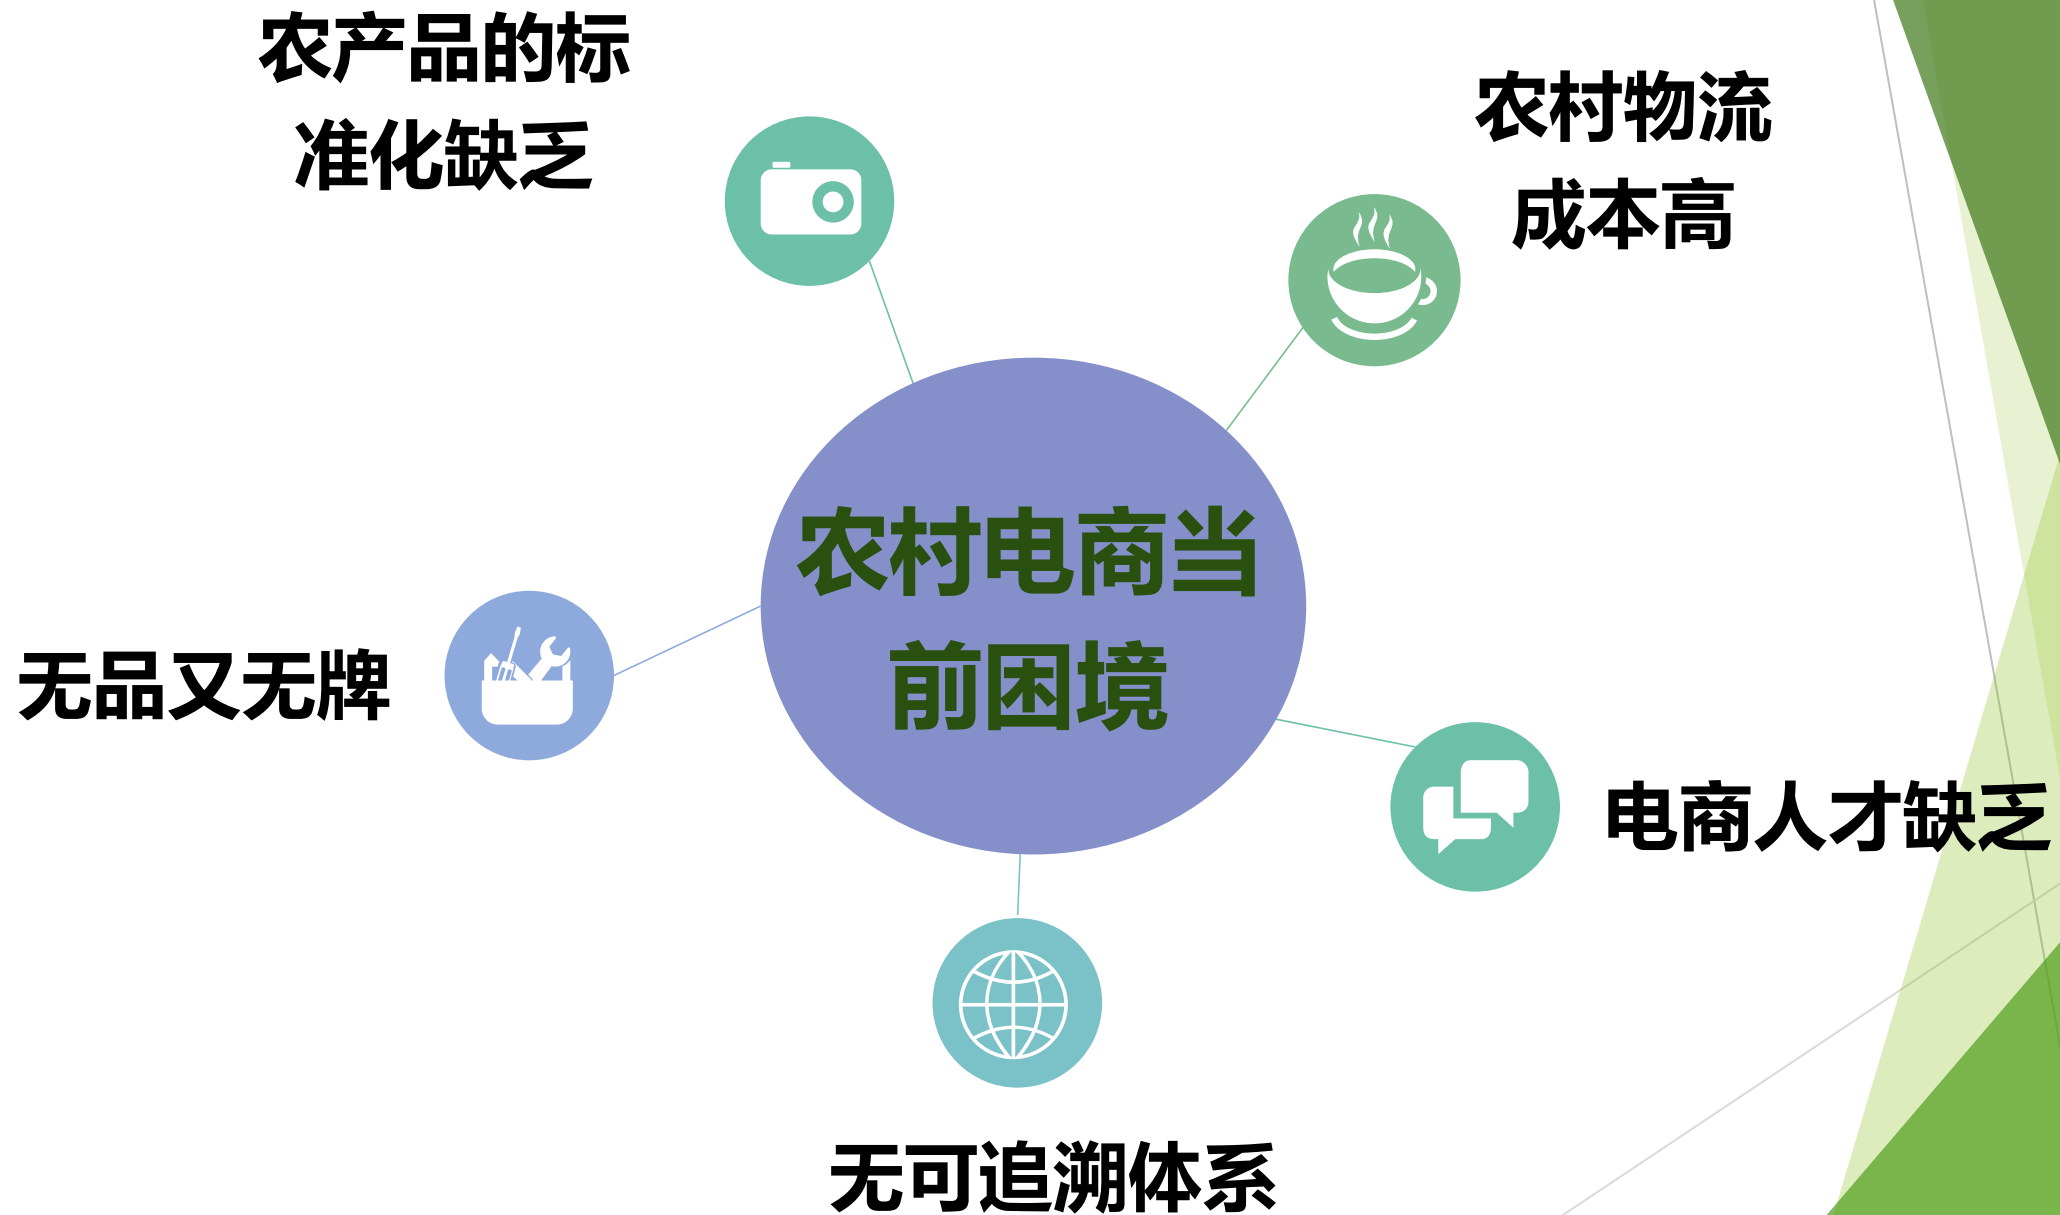 农产品的标
准化缺乏
农村物流
成本高
农村电商当
前困境
无品又无牌
电商人才缺乏
无可追溯体系